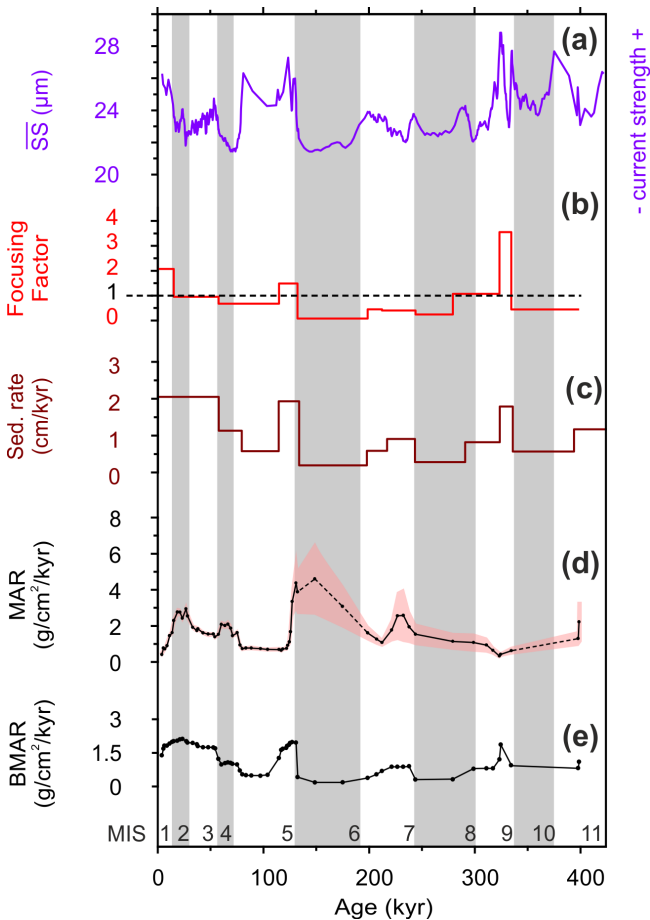 (a)
28
24
20
S̅S̅ (μm)
- current strength +
(b)
4
3
2
1
0
Focusing
Factor
(c)
3
2
1
0
Sed. rate
(cm/kyr)
(d)
8
6
4
2
0
MAR
(g/cm²/kyr)
(e)
3
1.5
0
BMAR
(g/cm²/kyr)
MIS 1 2 3 4 5 6 7 8 9 10 11
0 100 200 300 400
Age (kyr)